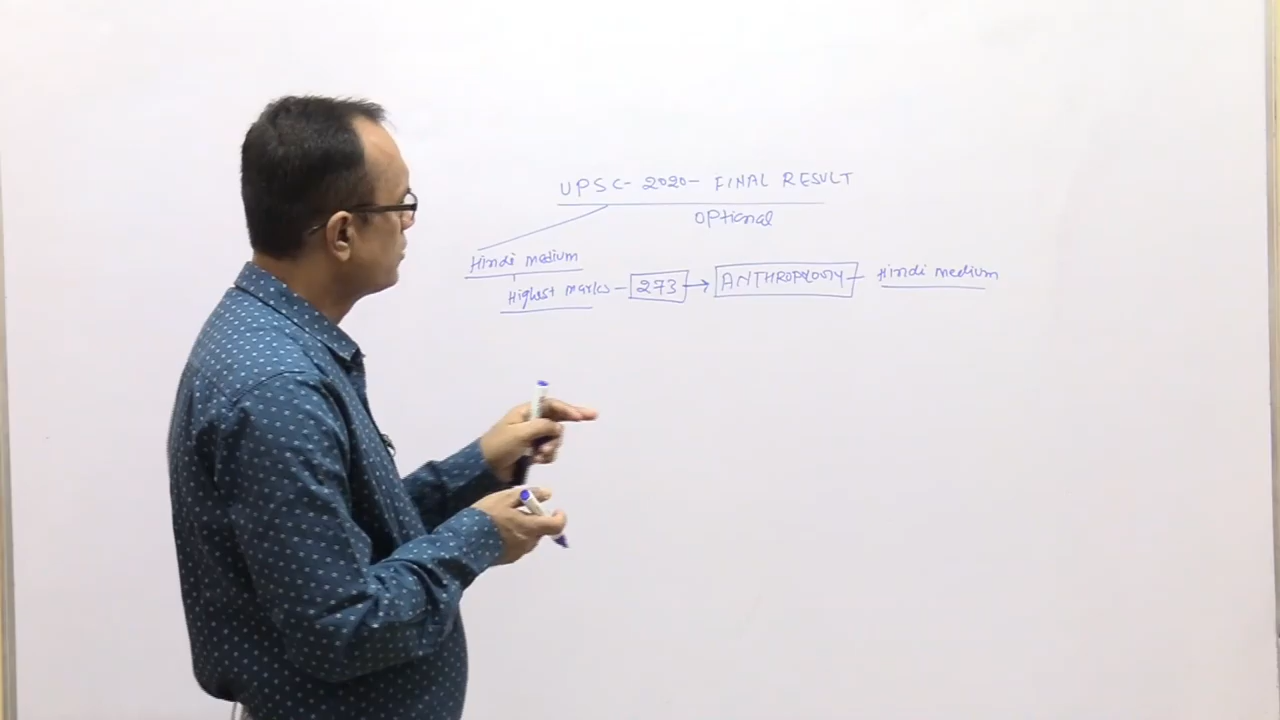 UPSC- 2020- FINAL RESULT
Optional
Hindi medium
Highest marks - 273 → ANTHROPOLOGY - Hindi medium